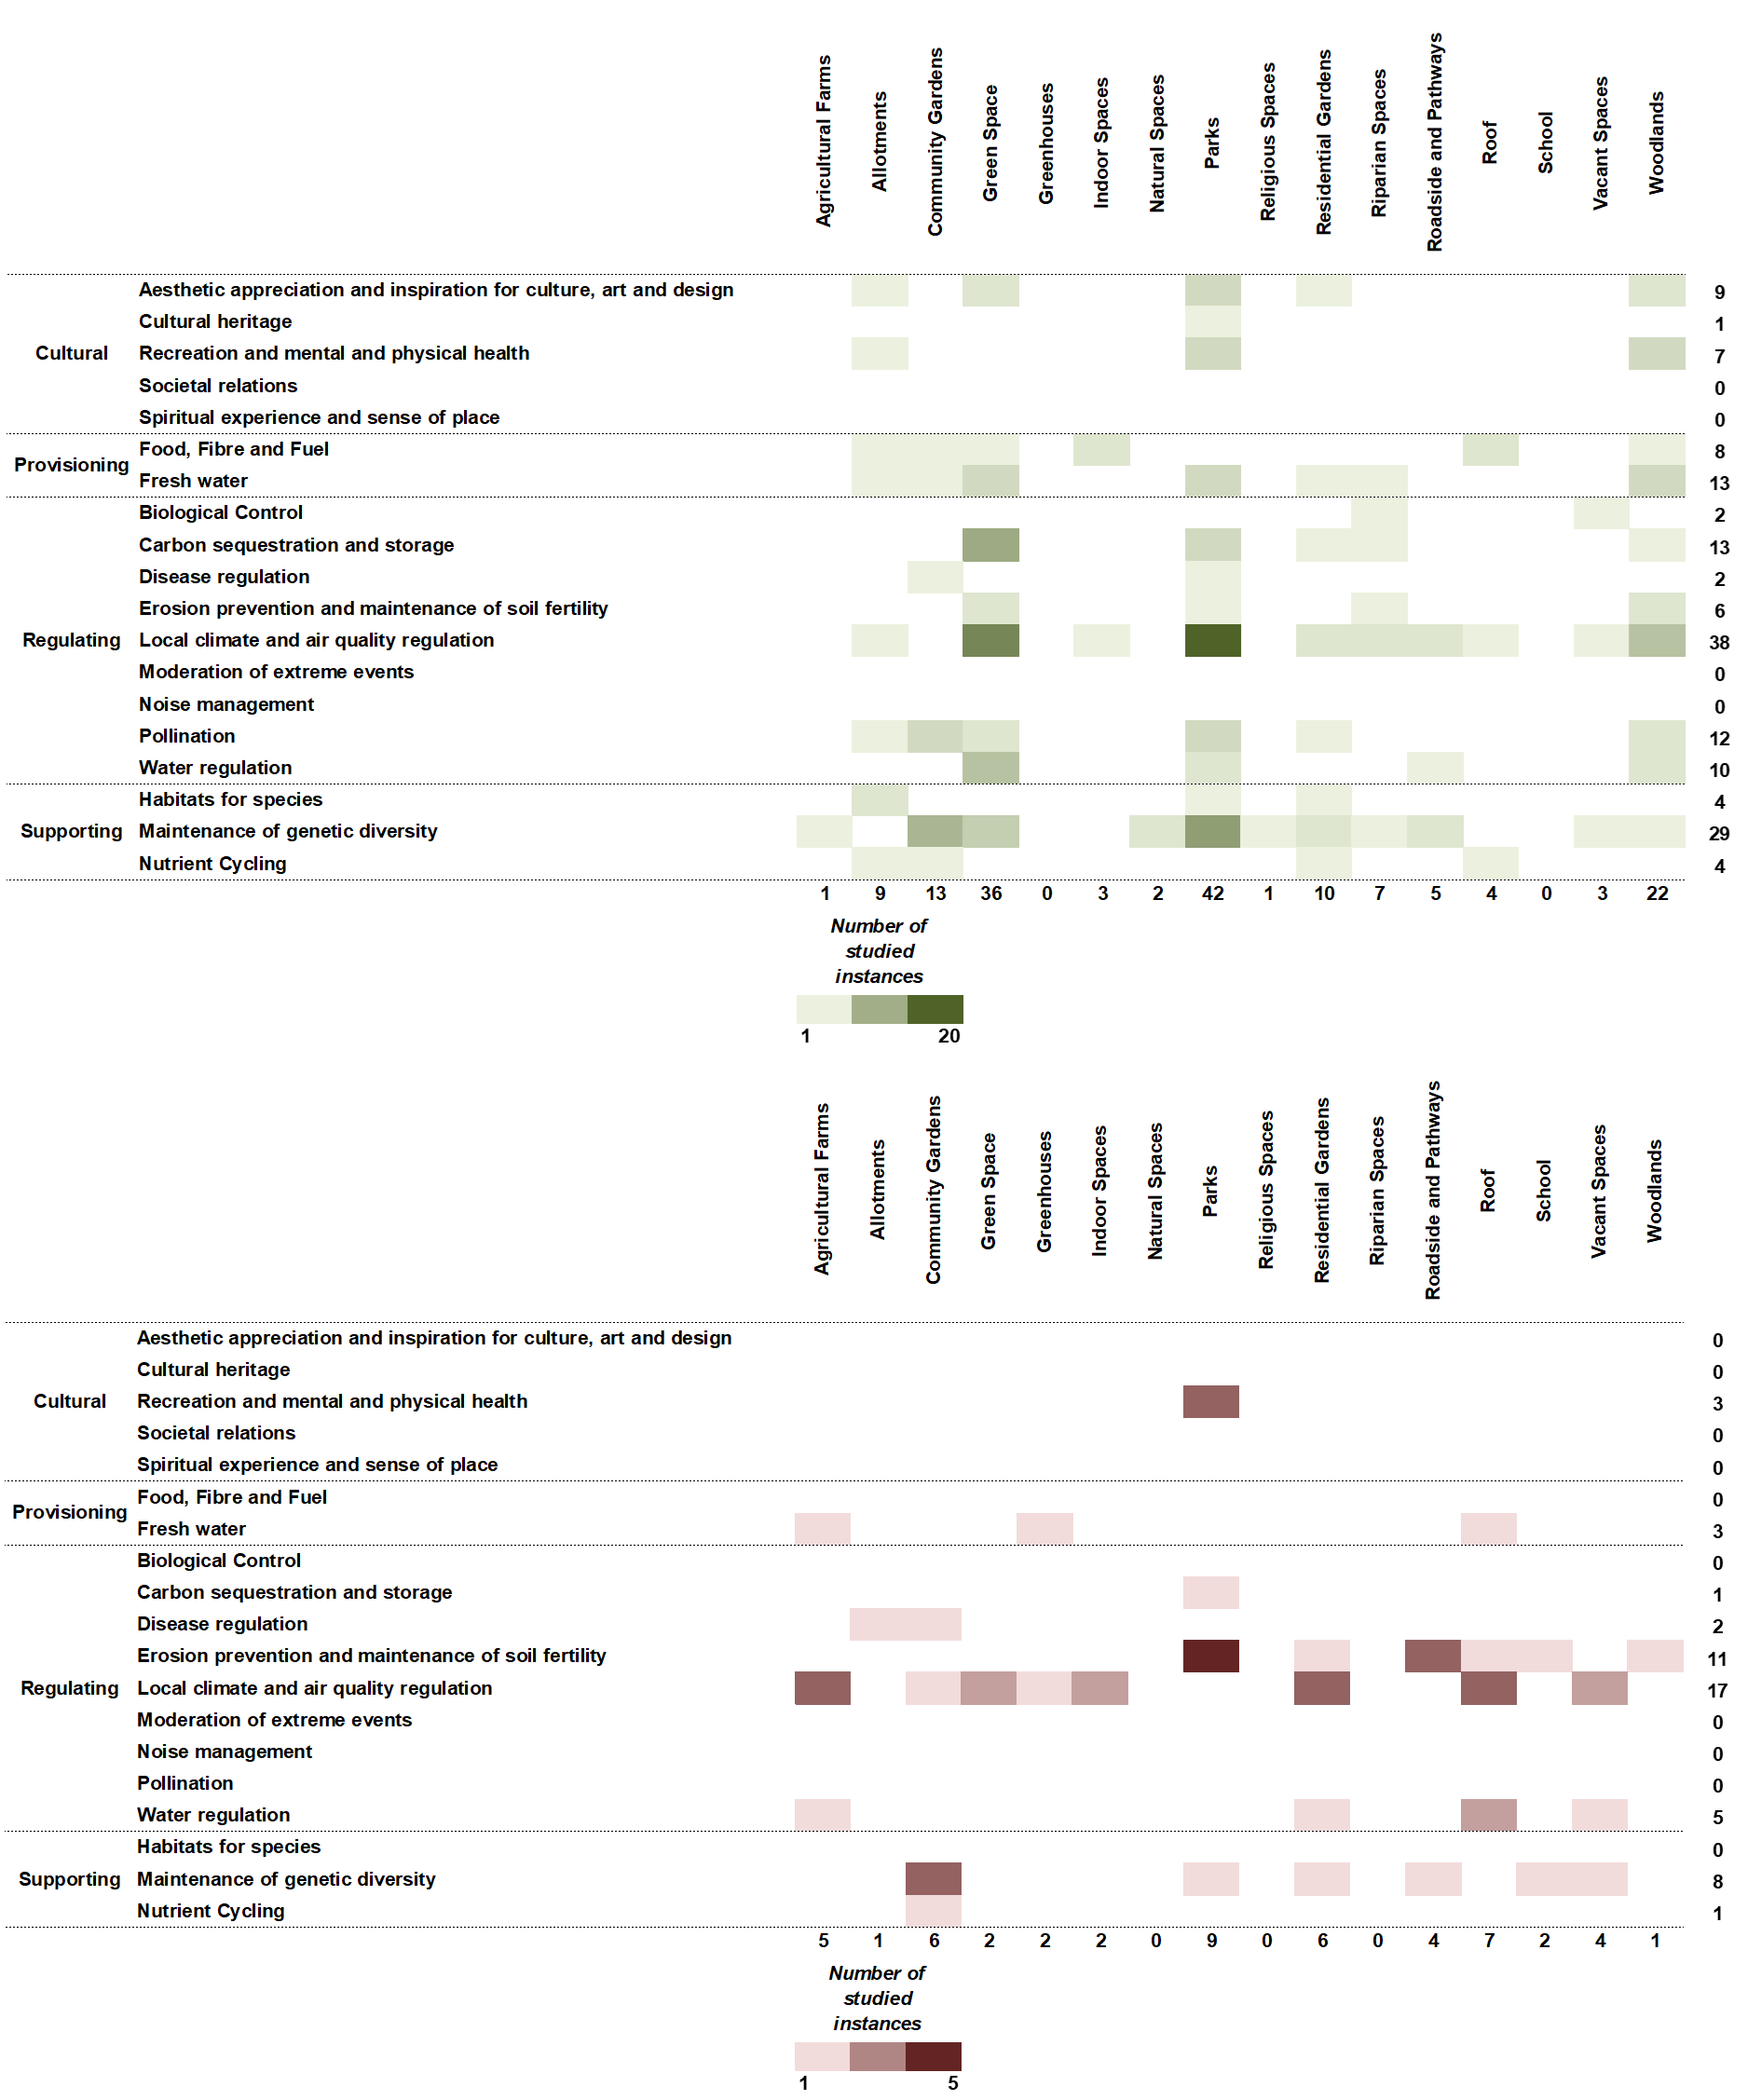 Agricultural Farms
Allotments
Community Gardens
Green Space
Greenhouses
Indoor Spaces
Natural Spaces
Parks
Religious Spaces
Residential Gardens
Riparian Spaces
Roadside and Pathways
Roof
School
Vacant Spaces
Woodlands
Cultural
Aesthetic appreciation and inspiration for culture, art and design 9
Cultural heritage 1
Recreation and mental and physical health 7
Societal relations 0
Spiritual experience and sense of place 0
Provisioning
Food, Fibre and Fuel 8
Fresh water 13
Regulating
Biological Control 2
Carbon sequestration and storage 13
Disease regulation 2
Erosion prevention and maintenance of soil fertility 6
Local climate and air quality regulation 38
Moderation of extreme events 0
Noise management 0
Pollination 12
Water regulation 10
Supporting
Habitats for species 4
Maintenance of genetic diversity 29
Nutrient Cycling 4
1 9 13 36 0 3 2 42 1 10 7 5 4 0 3 22
Number of
studied
instances
1 20
Agricultural Farms
Allotments
Community Gardens
Green Space
Greenhouses
Indoor Spaces
Natural Spaces
Parks
Religious Spaces
Residential Gardens
Riparian Spaces
Roadside and Pathways
Roof
School
Vacant Spaces
Woodlands
Cultural
Aesthetic appreciation and inspiration for culture, art and design 0
Cultural heritage 0
Recreation and mental and physical health 3
Societal relations 0
Spiritual experience and sense of place 0
Provisioning
Food, Fibre and Fuel 0
Fresh water 3
Regulating
Biological Control 0
Carbon sequestration and storage 1
Disease regulation 2
Erosion prevention and maintenance of soil fertility 11
Local climate and air quality regulation 17
Moderation of extreme events 0
Noise management 0
Pollination 0
Water regulation 5
Supporting
Habitats for species 0
Maintenance of genetic diversity 8
Nutrient Cycling 1
5 1 6 2 2 2 0 9 0 6 0 4 7 2 4 1
Number of
studied
instances
1 5